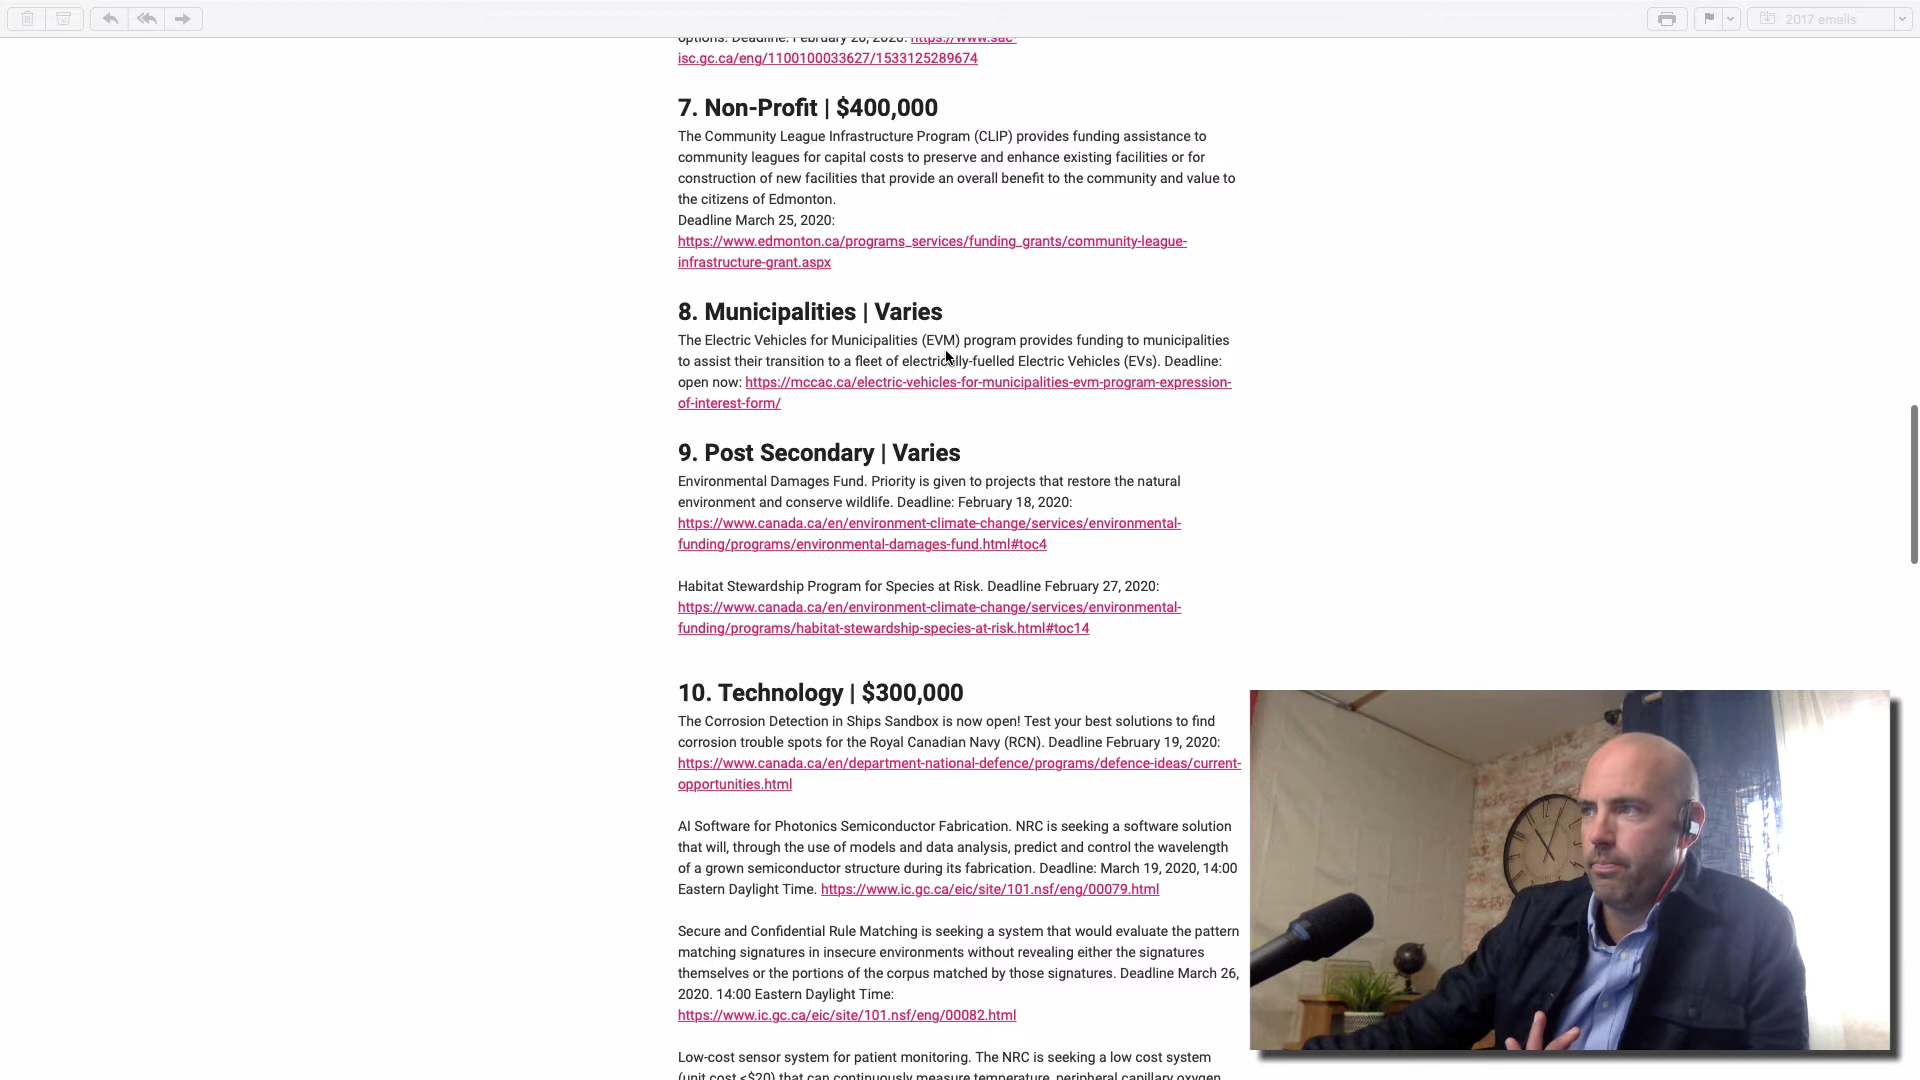 2017 emails
options. Deadline: February 20, 2020: https://www.sac-
isc.gc.ca/eng/1100100033627/1533125289674
7. Non-Profit | $400,000
The Community League Infrastructure Program (CLIP) provides funding assistance to
community leagues for capital costs to preserve and enhance existing facilities or for
construction of new facilities that provide an overall benefit to the community and value to
the citizens of Edmonton.
Deadline March 25, 2020:
https://www.edmonton.ca/programs_services/funding_grants/community-league-
infrastructure-grant.aspx
8. Municipalities | Varies
The Electric Vehicles for Municipalities (EVM) program provides funding to municipalities
to assist their transition to a fleet of electrically-fuelled Electric Vehicles (EVs). Deadline:
open now: https://mccac.ca/electric-vehicles-for-municipalities-evm-program-expression-
of-interest-form/
9. Post Secondary | Varies
Environmental Damages Fund. Priority is given to projects that restore the natural
environment and conserve wildlife. Deadline: February 18, 2020:
https://www.canada.ca/en/environment-climate-change/services/environmental-
funding/programs/environmental-damages-fund.html#toc4
Habitat Stewardship Program for Species at Risk. Deadline February 27, 2020:
https://www.canada.ca/en/environment-climate-change/services/environmental-
funding/programs/habitat-stewardship-species-at-risk.html#toc14
10. Technology | $300,000
The Corrosion Detection in Ships Sandbox is now open! Test your best solutions to find
corrosion trouble spots for the Royal Canadian Navy (RCN). Deadline February 19, 2020:
https://www.canada.ca/en/department-national-defence/programs/defence-ideas/current-
opportunities.html
AI Software for Photonics Semiconductor Fabrication. NRC is seeking a software solution
that will, through the use of models and data analysis, predict and control the wavelength
of a grown semiconductor structure during its fabrication. Deadline: March 19, 2020, 14:00
Eastern Daylight Time. https://www.ic.gc.ca/eic/site/101.nsf/eng/00079.html
Secure and Confidential Rule Matching is seeking a system that would evaluate the pattern
matching signatures in insecure environments without revealing either the signatures
themselves or the portions of the corpus matched by those signatures. Deadline March 26,
2020. 14:00 Eastern Daylight Time:
https://www.ic.gc.ca/eic/site/101.nsf/eng/00082.html
Low-cost sensor system for patient monitoring. The NRC is seeking a low cost system
(unit cost <$20) that can continuously measure temperature, peripheral capillary oxygen